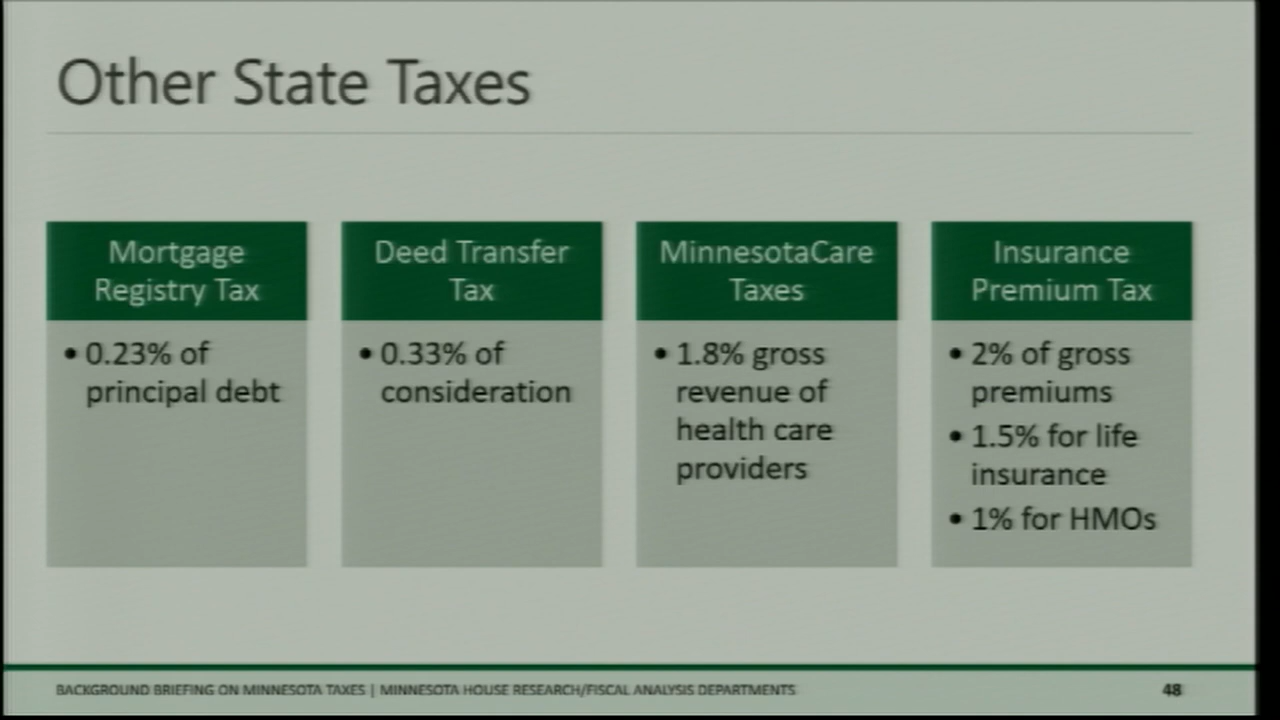 Other State Taxes
Mortgage
Registry Tax
• 0.23% of
principal debt
Deed Transfer
Tax
• 0.33% of
consideration
MinnesotaCare
Taxes
• 1.8% gross
revenue of
health care
providers
Insurance
Premium Tax
• 2% of gross
premiums
• 1.5% for life
insurance
• 1% for HMOs
BACKGROUND BRIEFING ON MINNESOTA TAXES | MINNESOTA HOUSE RESEARCH/FISCAL ANALYSIS DEPARTMENTS
48